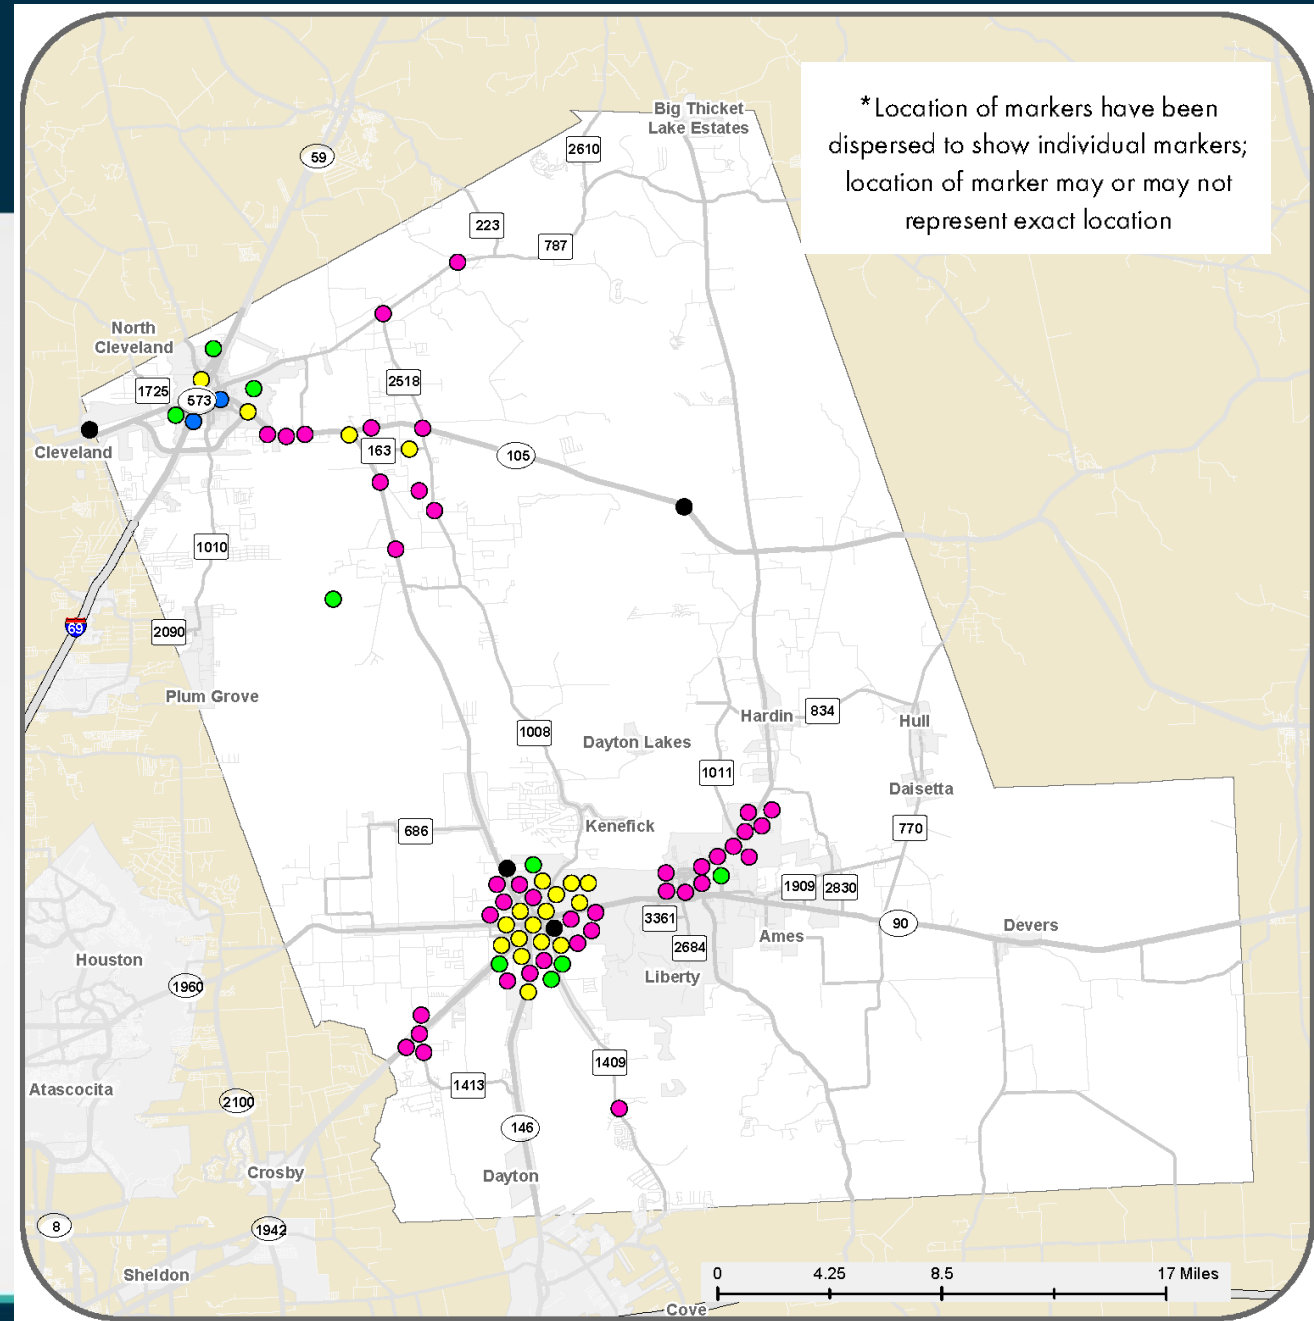 *Location of markers have been
dispersed to show individual markers;
location of marker may or may not
represent exact location
Big Thicket
Lake Estates
2610
59
223
787
North
Cleveland
1725
573
2518
Cleveland
163
105
1010
69
2090
Plum Grove
1008
Dayton Lakes
Hardin
834
Hull
1011
Daisetta
686
Kenefick
770
1909
2830
3361
90
Devers
Ames
2684
Liberty
Houston
1960
1409
Atascocita
1413
2100
146
Crosby
Dayton
8
1942
Sheldon
0
4.25
8.5
17 Miles
Cove